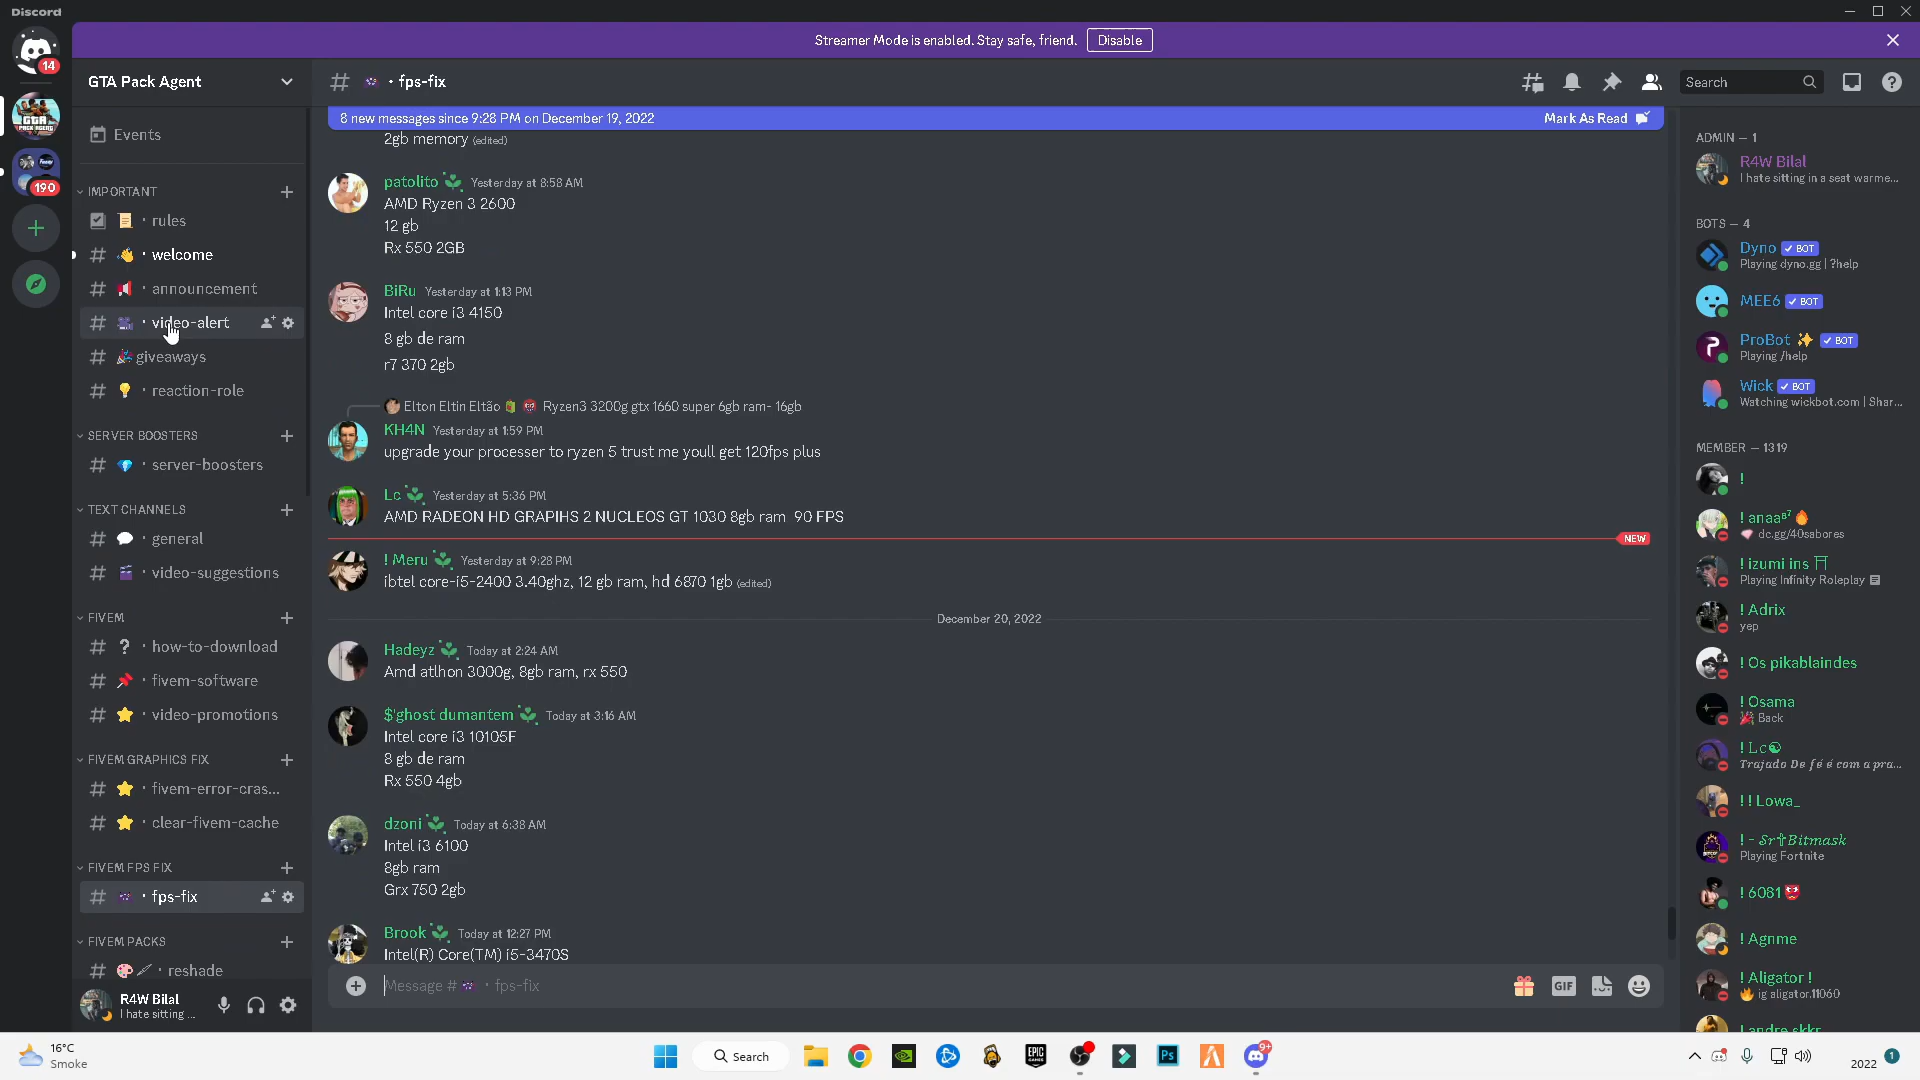 Discord
Streamer Mode is enabled. Stay safe, friend.
Disable
14
190
GTA Pack Agent
Events
IMPORTANT
rules
welcome
announcement
video-alert
giveaways
reaction-role
SERVER BOOSTERS
server-boosters
TEXT CHANNELS
general
video-suggestions
FIVEM
how-to-download
fivem-software
video-promotions
FIVEM GRAPHICS FIX
fivem-error-cras...
clear-fivem-cache
FIVEM FPS FIX
fps-fix
FIVEM PACKS
reshade
R4W Bilal
I hate sitting ...
fps-fix
Search
8 new messages since 9:28 PM on December 19, 2022
Mark As Read
2gb memory (edited)
patolito Yesterday at 8:58 AM
AMD Ryzen 3 2600
12 gb
Rx 550 2GB
BiRu Yesterday at 1:13 PM
Intel core i3 4150
8 gb de ram
r7 370 2gb
Elton Eltin Eltão Ryzen3 3200g gtx 1660 super 6gb ram- 16gb
KH4N Yesterday at 1:59 PM
upgrade your processer to ryzen 5 trust me youll get 120fps plus
Lc Yesterday at 5:36 PM
AMD RADEON HD GRAPIHS 2 NUCLEOS GT 1030 8gb ram 90 FPS
NEW
! Meru Yesterday at 9:28 PM
ibtel core-i5-2400 3.40ghz, 12 gb ram, hd 6870 1gb (edited)
December 20, 2022
Hadeyz Today at 2:24 AM
Amd atlhon 3000g, 8gb ram, rx 550
$'ghost dumantem Today at 3:16 AM
Intel core i3 10105F
8 gb de ram
Rx 550 4gb
dzoni Today at 6:38 AM
Intel i3 6100
8gb ram
Grx 750 2gb
Brook Today at 12:27 PM
Intel(R) Core(TM) i5-3470S
Message # · fps-fix
GIF
ADMIN — 1
R4W Bilal
I hate sitting in a seat warme...
BOTS — 4
Dyno BOT
Playing dyno.gg | ?help
MEE6 BOT
ProBot BOT
Playing /help
Wick BOT
Watching wickbot.com | Shar...
MEMBER — 1319
!
! anaa⁸⁷
dc.gg/40sabores
! izumi ins
Playing Infinity Roleplay
! Adrix
yep
! Os pikablaindes
! Osama
Back
! Lc
Trajado De fé é com a pra...
! ! Lowa_
! - Sr✞Bitmask
Playing Fortnite
! 6081
! Agnme
! Aligator !
ig aligator.11060
! andre skkr
16°C
Smoke
Search
EPIC GAMES
Ps
9+
2022
1